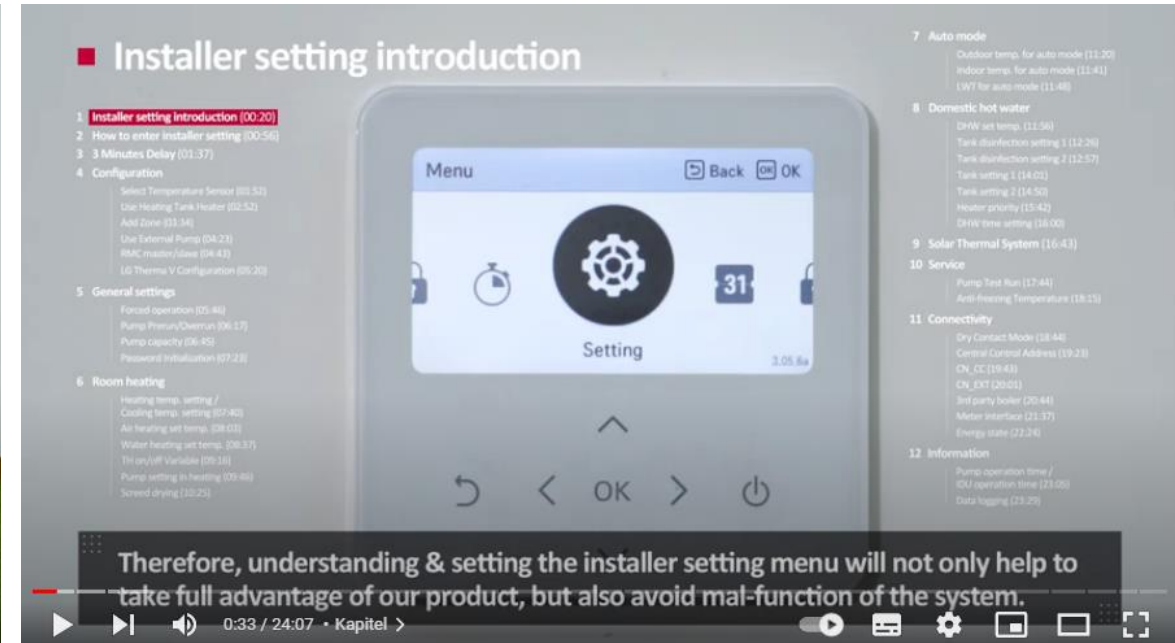 Installer setting introduction
1 Installer setting introduction (00:20)
2 How to enter installer setting (00:56)
3 3 Minutes Delay (01:37)
4 Configuration
Select Temperature Sensor (01:52)
Use Heating Tank Heater (02:52)
Add Zone (03:34)
Use External Pump (04:23)
RMC master/slave (04:43)
LG Therma V Configuration (05:20)
5 General settings
Forced operation (05:46)
Pump Prerun/Overrun (06:17)
Pump capacity (06:45)
Password Initialization (07:23)
6 Room heating
Heating temp. setting /
Cooling temp. setting (07:40)
Air heating set temp. (08:03)
Water heating set temp. (08:37)
TH on/off Variable (09:16)
Pump setting in heating (09:46)
Screed drying (10:25)
Menu
Back OK
31
Setting
3.05.6a
OK
7 Auto mode
Outdoor temp. for auto mode (11:20)
Indoor temp. for auto mode (11:41)
LWT for auto mode (11:48)
8 Domestic hot water
DHW set temp. (11:56)
Tank disinfection setting 1 (12:26)
Tank disinfection setting 2 (12:57)
Tank setting 1 (14:01)
Tank setting 2 (14:50)
Heater priority (15:42)
DHW time setting (16:00)
9 Solar Thermal System (16:43)
10 Service
Pump Test Run (17:44)
Anti-freezing Temperature (18:15)
11 Connectivity
Dry Contact Mode (18:44)
Central Control Address (19:23)
CN_CC (19:43)
CN_EXT (20:01)
3rd party boiler (20:44)
Meter Interface (21:37)
Energy state (22:24)
12 Information
Pump operation time /
IDU operation time (23:05)
Data logging (23:29)
Therefore, understanding & setting the installer setting menu will not only help to
take full advantage of our product, but also avoid mal-function of the system.
0:33 / 24:07 • Kapitel